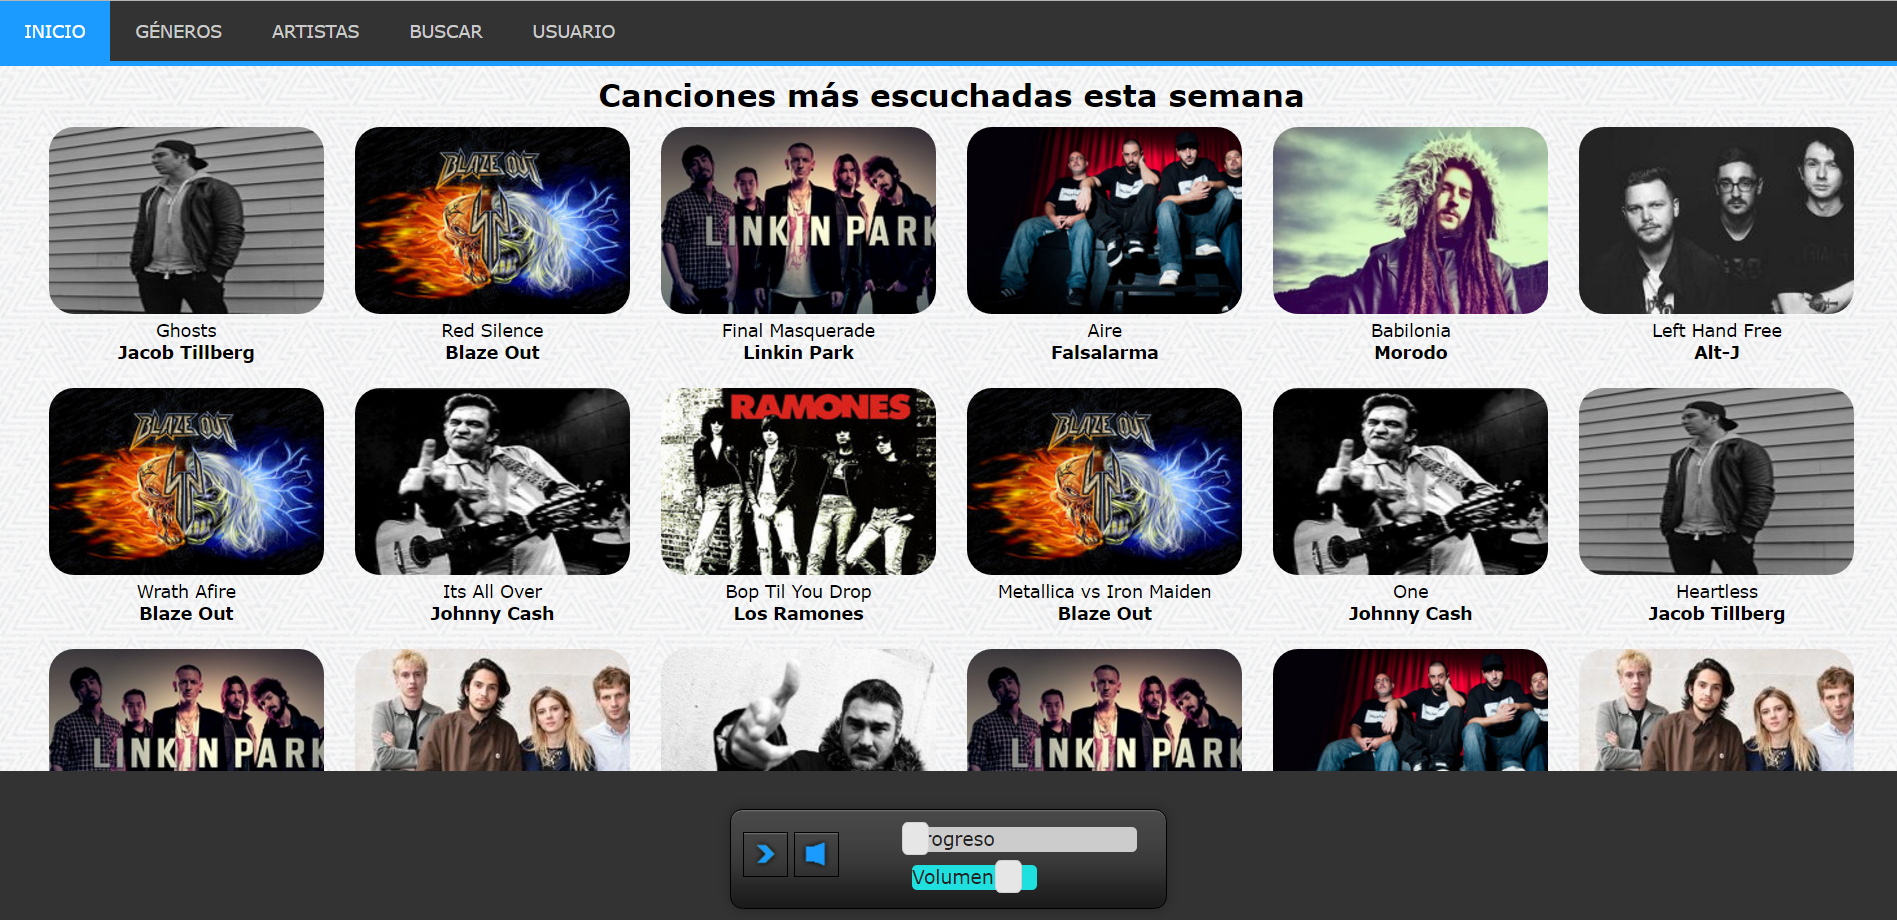 INICIO GÉNEROS ARTISTAS BUSCAR USUARIO
Canciones más escuchadas esta semana
BLAZE OUT
LINKIN PARK
Ghosts
Jacob Tillberg
Red Silence
Blaze Out
Final Masquerade
Linkin Park
Aire
Falsalarma
Babilonia
Morodo
Left Hand Free
Alt-J
BLAZE OUT
RAMONES
BLAZE OUT
Wrath Afire
Blaze Out
Its All Over
Johnny Cash
Bop Til You Drop
Los Ramones
Metallica vs Iron Maiden
Blaze Out
One
Johnny Cash
Heartless
Jacob Tillberg
LINKIN PARK
LINKIN PARK
rogreso
Volumen